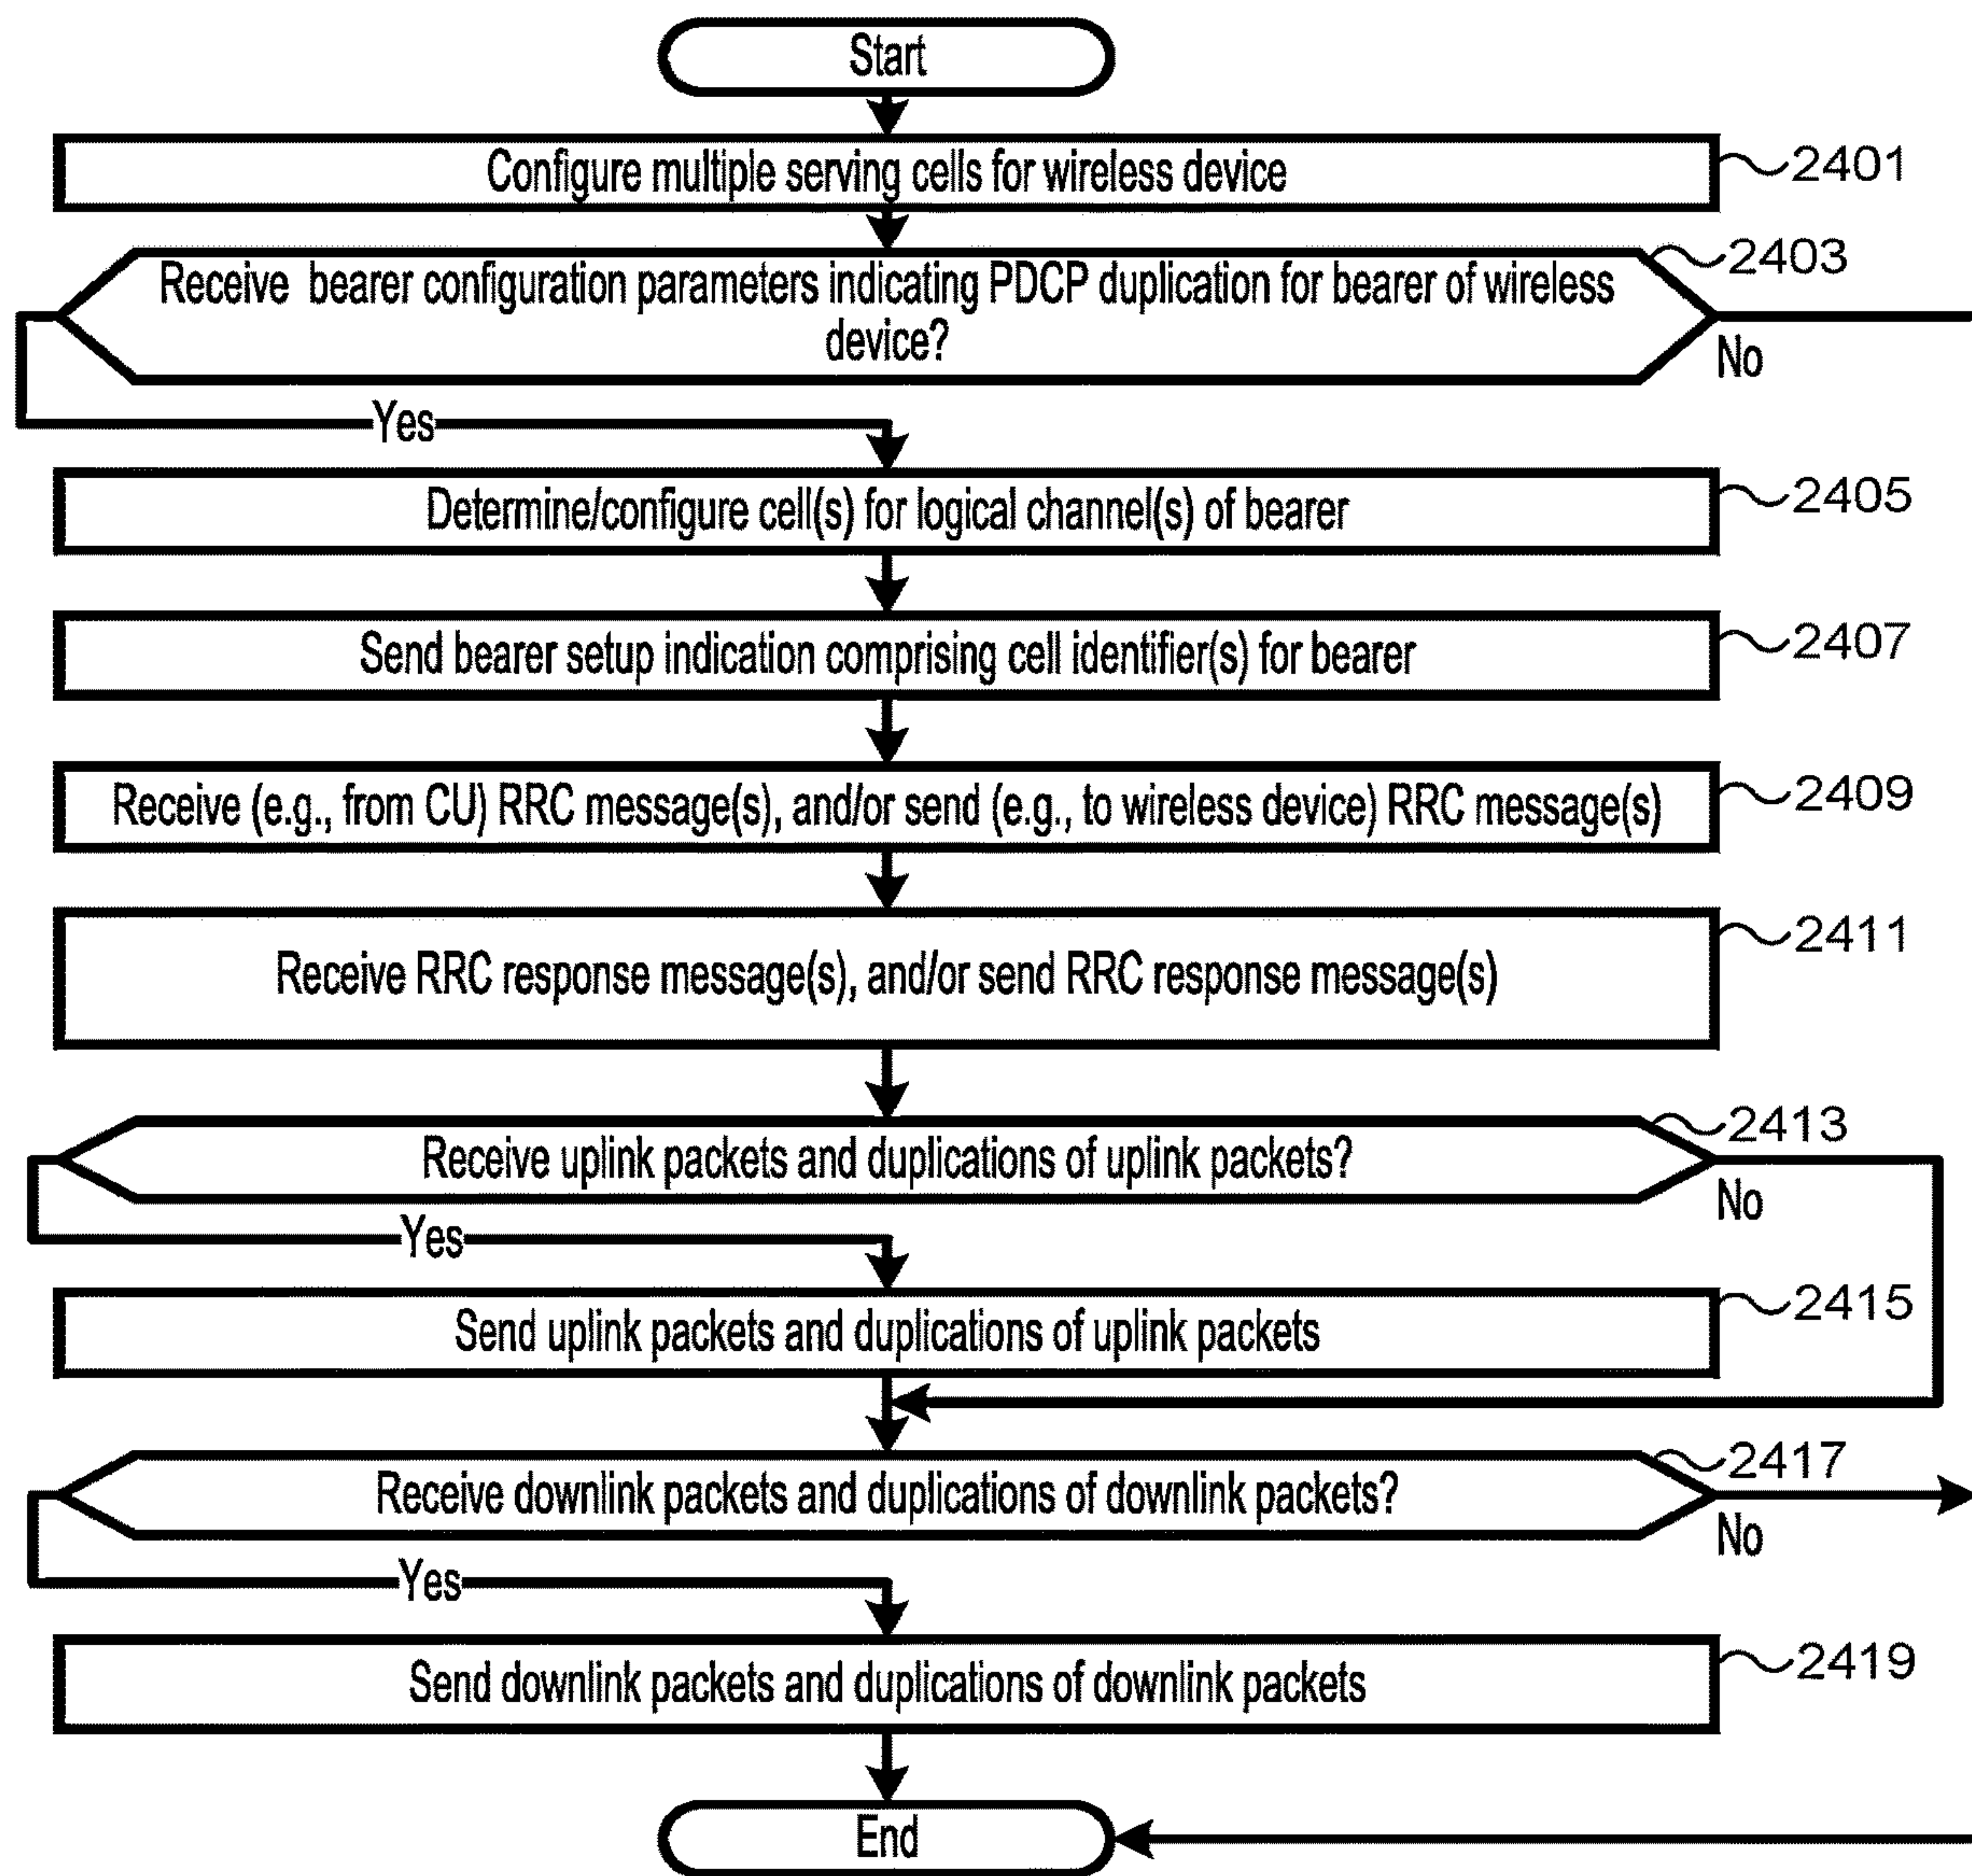 Start
Configure multiple serving cells for wireless device
2401
Receive bearer configuration parameters indicating PDCP duplication for bearer of wireless
device?
2403
No
Yes
Determine/configure cell(s) for logical channel(s) of bearer
2405
Send bearer setup indication comprising cell identifier(s) for bearer
2407
Receive (e.g., from CU) RRC message(s), and/or send (e.g., to wireless device) RRC message(s)
2409
Receive RRC response message(s), and/or send RRC response message(s)
2411
Receive uplink packets and duplications of uplink packets?
2413
No
Yes
Send uplink packets and duplications of uplink packets
2415
Receive downlink packets and duplications of downlink packets?
2417
No
Yes
Send downlink packets and duplications of downlink packets
2419
End